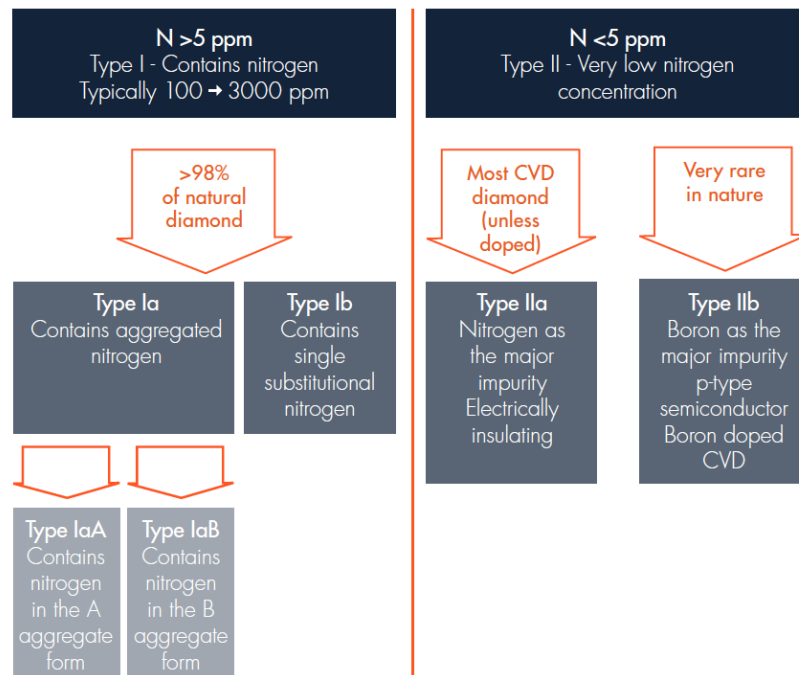 N >5 ppm
Type I - Contains nitrogen
Typically 100 → 3000 ppm
N <5 ppm
Type II - Very low nitrogen
concentration
>98%
of natural
diamond
Most CVD
diamond
(unless
doped)
Very rare
in nature
Type Ia
Contains aggregated
nitrogen
Type Ib
Contains
single
substitutional
nitrogen
Type IIa
Nitrogen as
the major
impurity
Electrically
insulating
Type IIb
Boron as the
major impurity
p-type
semiconductor
Boron doped
CVD
Type IaA
Contains
nitrogen
in the A
aggregate
form
Type IaB
Contains
nitrogen
in the B
aggregate
form